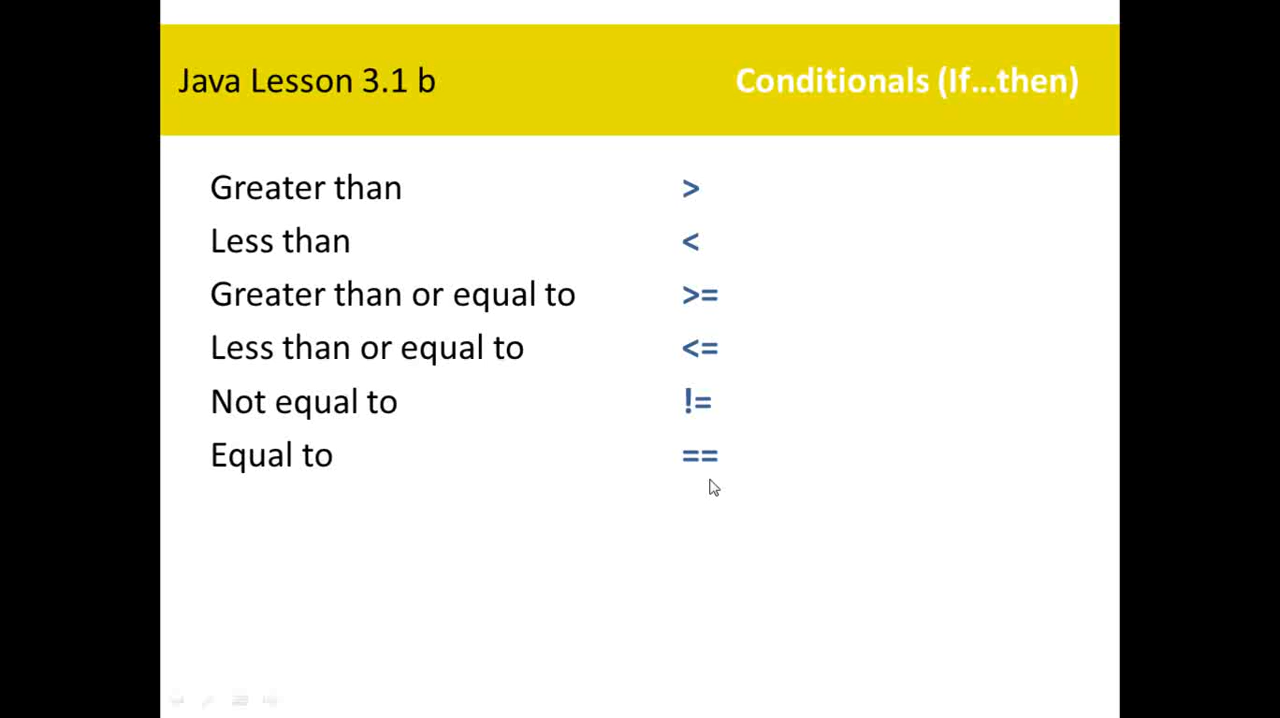 Java Lesson 3.1 b Conditionals (If...then)
Greater than >
Less than <
Greater than or equal to >=
Less than or equal to <=
Not equal to !=
Equal to ==